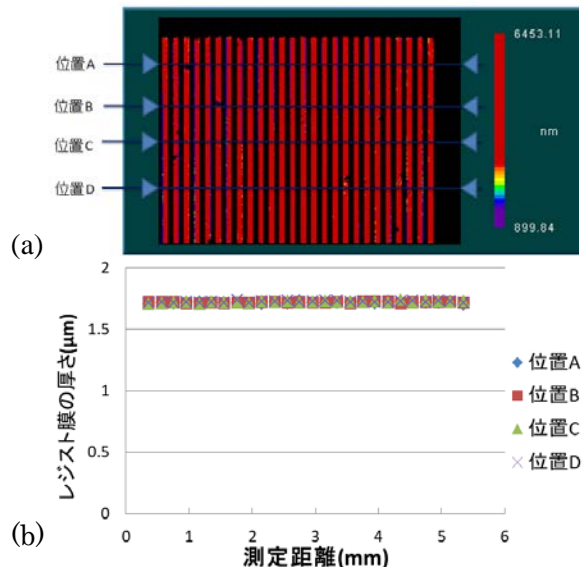 6453.11
位置A
位置B
nm
位置C
位置D
899.84
(a)
2
1.5
1
0.5
0
レジスト膜の厚さ(μm)
位置A
位置B
位置C
位置D
0 1 2 3 4 5 6
(b)
測定距離(mm)